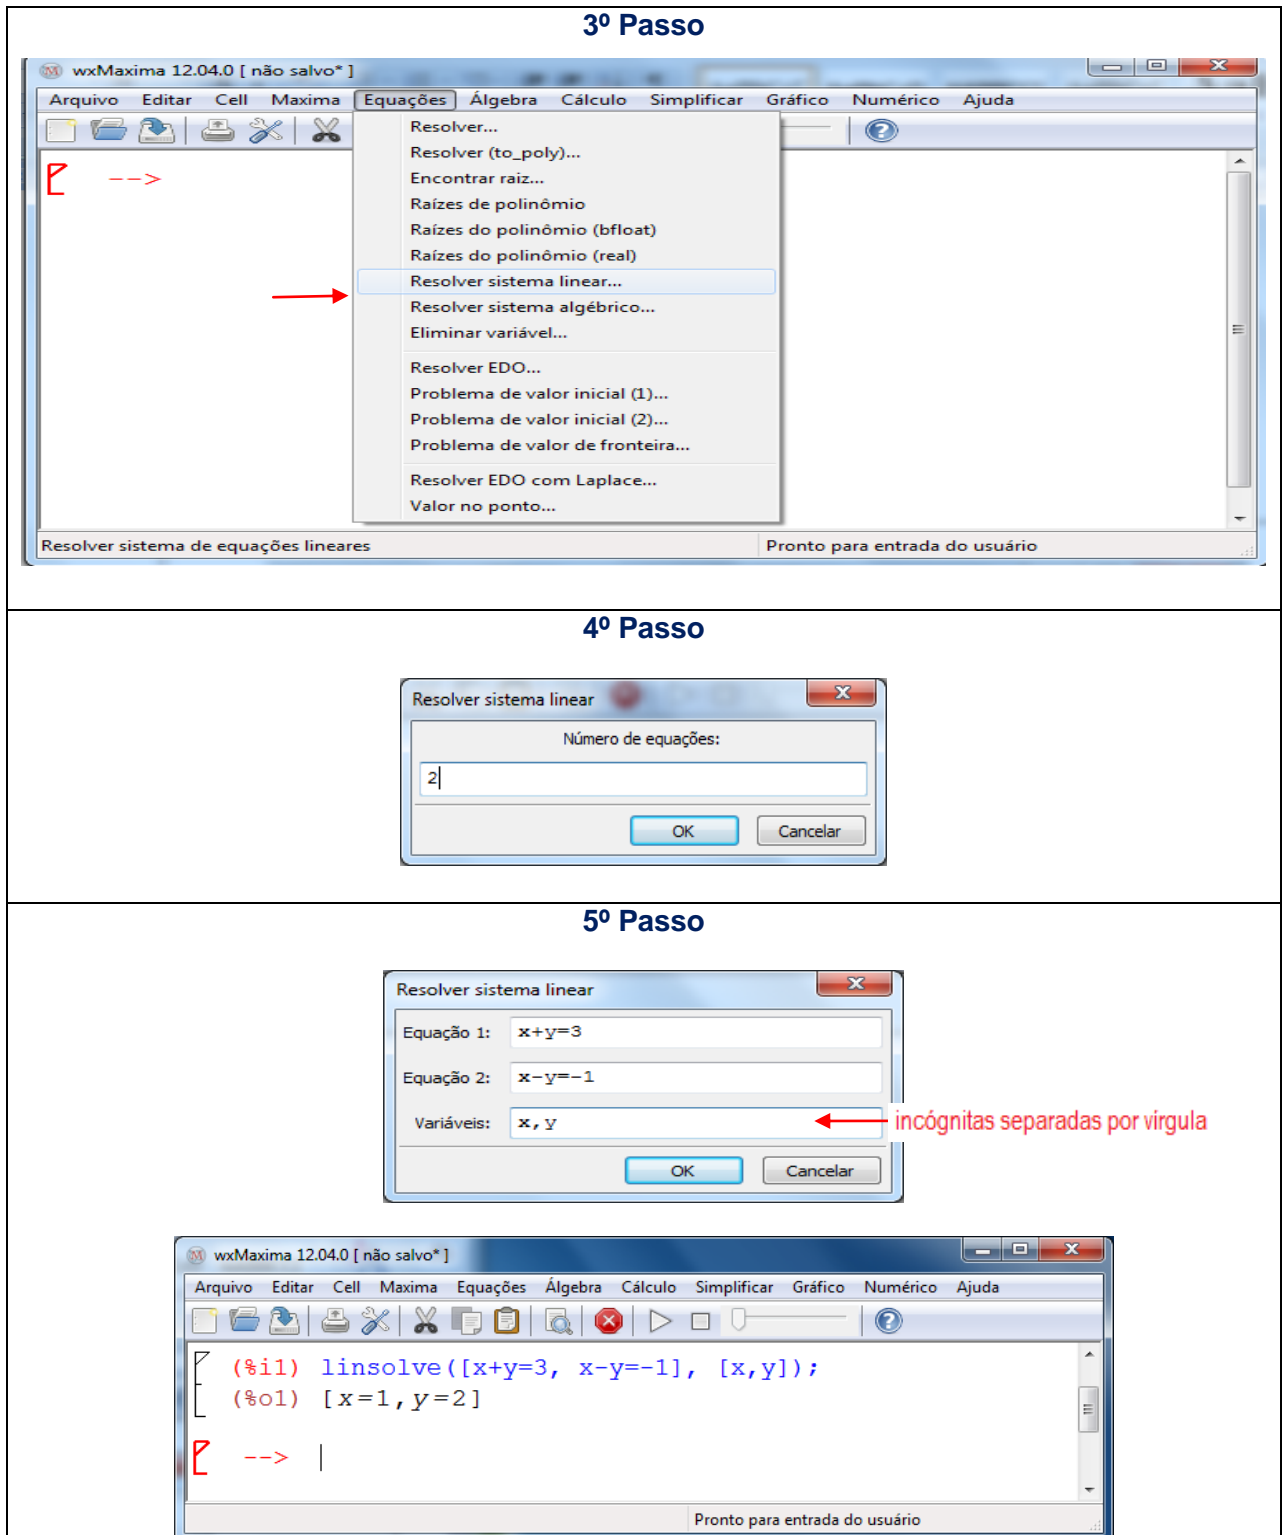 3º Passo
wxMaxima 12.04.0 [ não salvo* ]
Arquivo Editar Cell Maxima Equações Álgebra Cálculo Simplificar Gráfico Numérico Ajuda
Resolver...
Resolver (to_poly)...
-->
Encontrar raiz...
Raízes de polinômio
Raízes do polinômio (bfloat)
Raízes do polinômio (real)
Resolver sistema linear...
Resolver sistema algébrico...
Eliminar variável...
Resolver EDO...
Problema de valor inicial (1)...
Problema de valor inicial (2)...
Problema de valor de fronteira...
Resolver EDO com Laplace...
Valor no ponto...
Resolver sistema de equações lineares Pronto para entrada do usuário
4º Passo
Resolver sistema linear
Número de equações:
2
OK Cancelar
5º Passo
Resolver sistema linear
Equação 1: x+y=3
Equação 2: x-y=-1
Variáveis: x,y incógnitas separadas por virgula
OK Cancelar
wxMaxima 12.04.0 [ não salvo* ]
Arquivo Editar Cell Maxima Equações Álgebra Cálculo Simplificar Gráfico Numérico Ajuda
(%i1) linsolve([x+y=3, x-y=-1], [x,y]);
(%o1) [x=1,y=2]
-->
Pronto para entrada do usuário